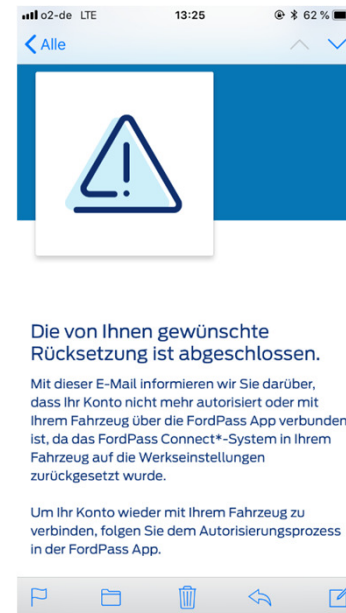 o2-de LTE 13:25 62 %
Alle
Die von Ihnen gewünschte
Rücksetzung ist abgeschlossen.
Mit dieser E-Mail informieren wir Sie darüber,
dass Ihr Konto nicht mehr autorisiert oder mit
Ihrem Fahrzeug über die FordPass App verbunden
ist, da das FordPass Connect*-System in Ihrem
Fahrzeug auf die Werkseinstellungen
zurückgesetzt wurde.
Um Ihr Konto wieder mit Ihrem Fahrzeug zu
verbinden, folgen Sie dem Autorisierungsprozess
in der FordPass App.